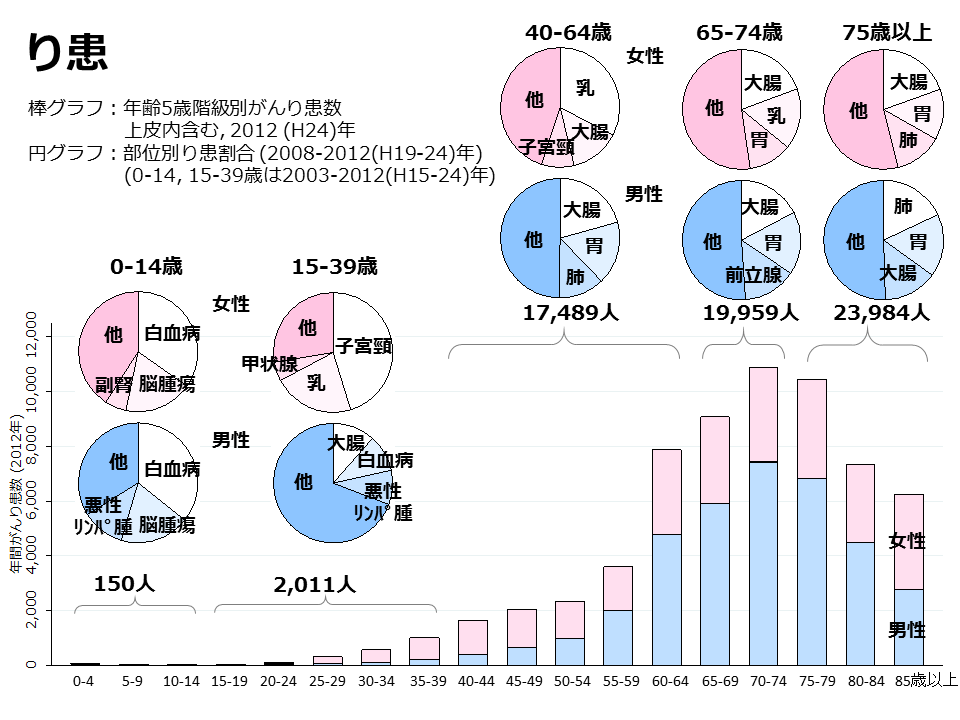 り患
棒グラフ：年齢5歳階級別がんり患数
上皮内含む, 2012 (H24)年
円グラフ：部位別り患割合 (2008-2012(H19-24)年)
(0-14, 15-39歳は2003-2012(H15-24)年)
40-64歳
65-74歳
75歳以上
女性
他
乳
大腸
子宮頸
他
大腸
乳
胃
他
大腸
胃
肺
男性
他
大腸
胃
肺
他
大腸
胃
前立腺
他
肺
胃
大腸
17,489人
19,959人
23,984人
0-14歳
15-39歳
女性
他
白血病
脳腫瘍
副腎
他
子宮頸
乳
甲状腺
男性
他
白血病
脳腫瘍
悪性
ﾘﾝﾊﾟ腫
他
大腸
白血病
悪性
ﾘﾝﾊﾟ腫
150人
2,011人
年間がんり患数 (2012年)
12,000
10,000
8,000
6,000
4,000
2,000
0
女性
男性
0-4 5-9 10-14 15-19 20-24 25-29 30-34 35-39 40-44 45-49 50-54 55-59 60-64 65-69 70-74 75-79 80-84 85歳以上